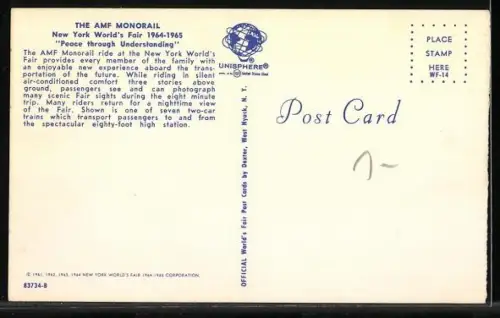 THE AMF MONORAIL
New York World's Fair 1964-1965
"Peace through Understanding"
The AMF Monorail ride at the New York World's
Fair provides every member of the family with
an enjoyable new experience aboard the trans-
portation of the future. While riding in silent
air-conditioned comfort three stories above
ground, passengers see and can photograph
many scenic Fair sights during the eight minute
trip. Many riders return for a nighttime view
of the Fair. Shown is one of seven two-car
trains which transport passengers to and from
the spectacular eighty-foot high station.
© 1961, 1962, 1963, 1964 NEW YORK WORLD'S FAIR 1964-1965 CORPORATION.
83734-B
UNISPHERE®
OFFICIAL World's Fair Post Cards by Dexter, West Nyack, N. Y.
Post Card
PLACE
STAMP
HERE
WF-14